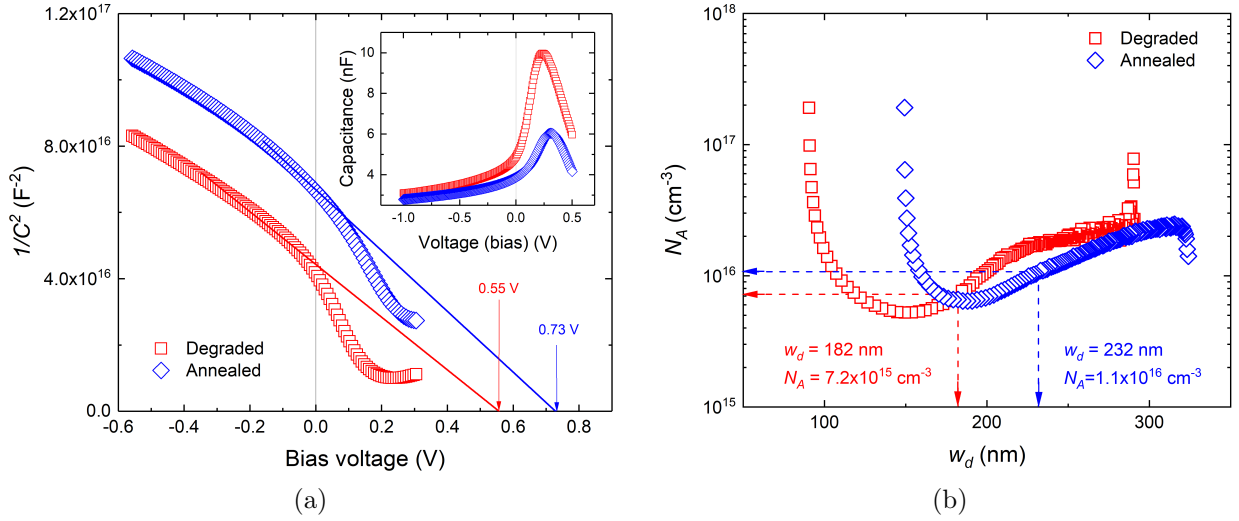 1.2x10^17
8.0x10^16
4.0x10^16
0.0
1/C^2 (F^-2)
-0.6 -0.4 -0.2 0.0 0.2 0.4 0.6 0.8
Bias voltage (V)
Degraded
Annealed
0.55 V
0.73 V
10
8
6
4
Capacitance (nF)
-1.0 -0.5 0.0 0.5
Voltage (bias) (V)
(a)
10^18
10^17
10^16
10^15
N_A (cm^-3)
Degraded
Annealed
w_d = 182 nm
N_A = 7.2x10^15 cm^-3
w_d = 232 nm
N_A=1.1x10^16 cm^-3
100 200 300
w_d (nm)
(b)